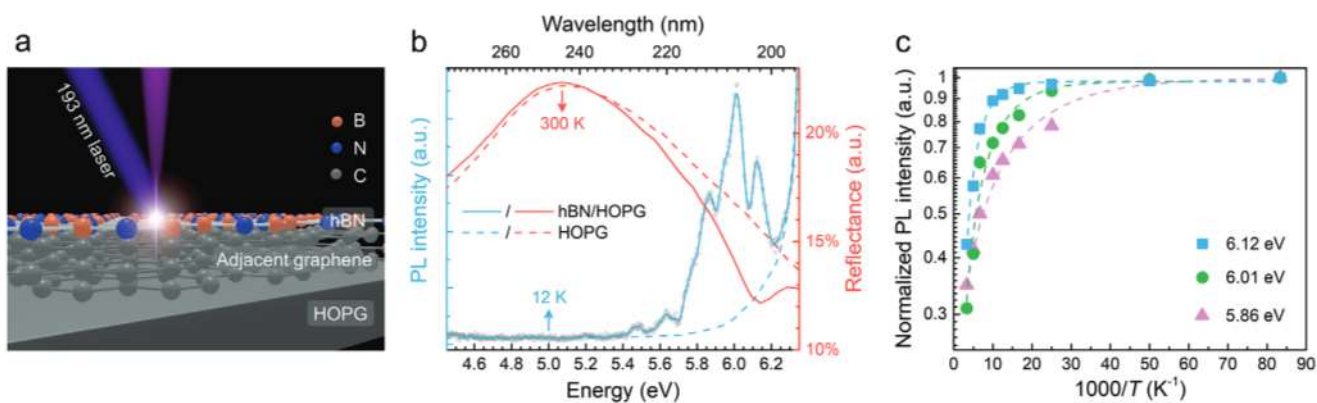 a
193 nm laser
B
N
C
hBN
Adjacent graphene
HOPG
b
Wavelength (nm)
260 240 220 200
PL intensity (a.u.)
300 K
hBN/HOPG
HOPG
12 K
20%
15%
10%
Reflectance (a.u.)
4.6 4.8 5.0 5.2 5.4 5.6 5.8 6.0 6.2
Energy (eV)
c
Normalized PL intensity (a.u.)
1
0.9
0.8
0.7
0.6
0.5
0.4
0.3
6.12 eV
6.01 eV
5.86 eV
0 10 20 30 40 50 60 70 80 90
1000/T (K⁻¹)